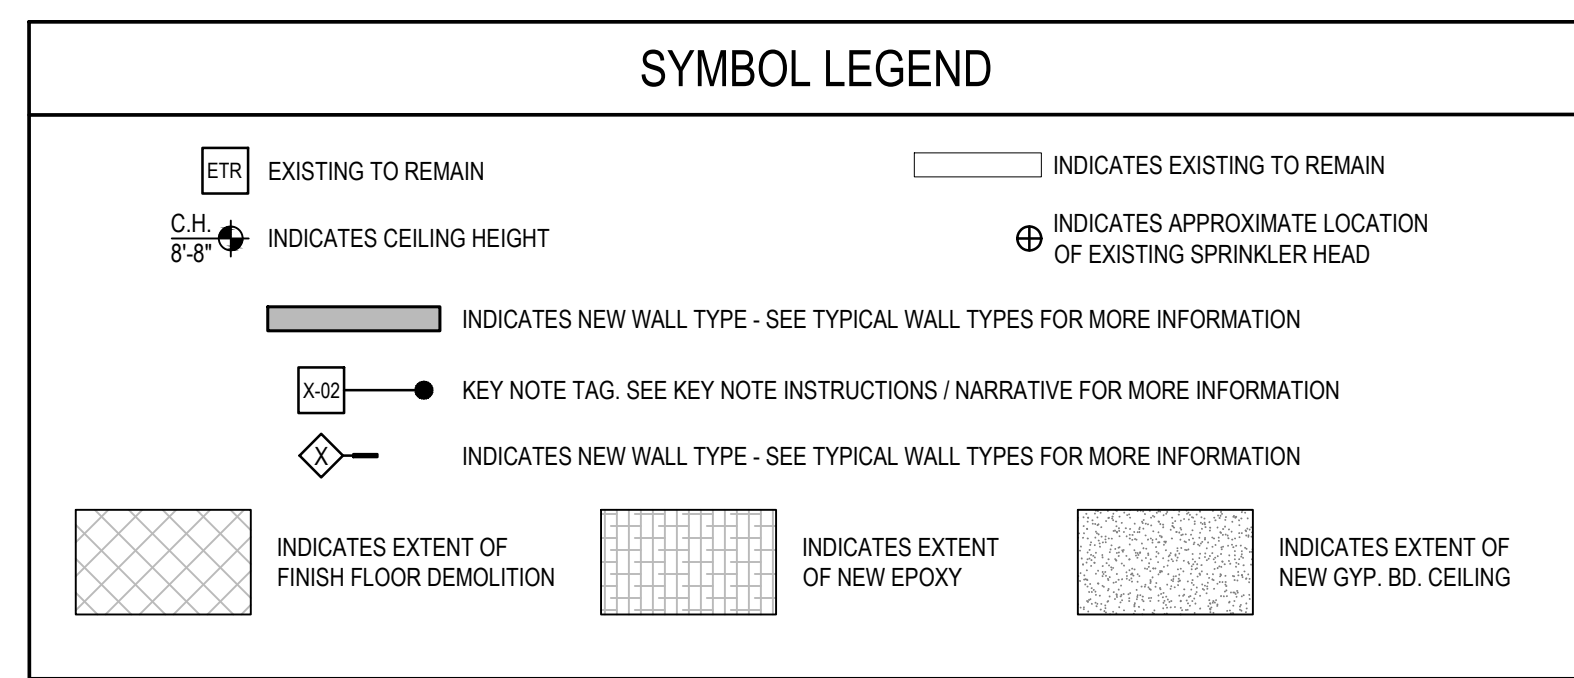 SYMBOL LEGEND
ETR EXISTING TO REMAIN
INDICATES EXISTING TO REMAIN
C.H.
8'-8"
INDICATES CEILING HEIGHT
INDICATES APPROXIMATE LOCATION
OF EXISTING SPRINKLER HEAD
INDICATES NEW WALL TYPE - SEE TYPICAL WALL TYPES FOR MORE INFORMATION
X-02 KEY NOTE TAG. SEE KEY NOTE INSTRUCTIONS / NARRATIVE FOR MORE INFORMATION
X INDICATES NEW WALL TYPE - SEE TYPICAL WALL TYPES FOR MORE INFORMATION
INDICATES EXTENT OF
FINISH FLOOR DEMOLITION
INDICATES EXTENT
OF NEW EPOXY
INDICATES EXTENT OF
NEW GYP. BD. CEILING